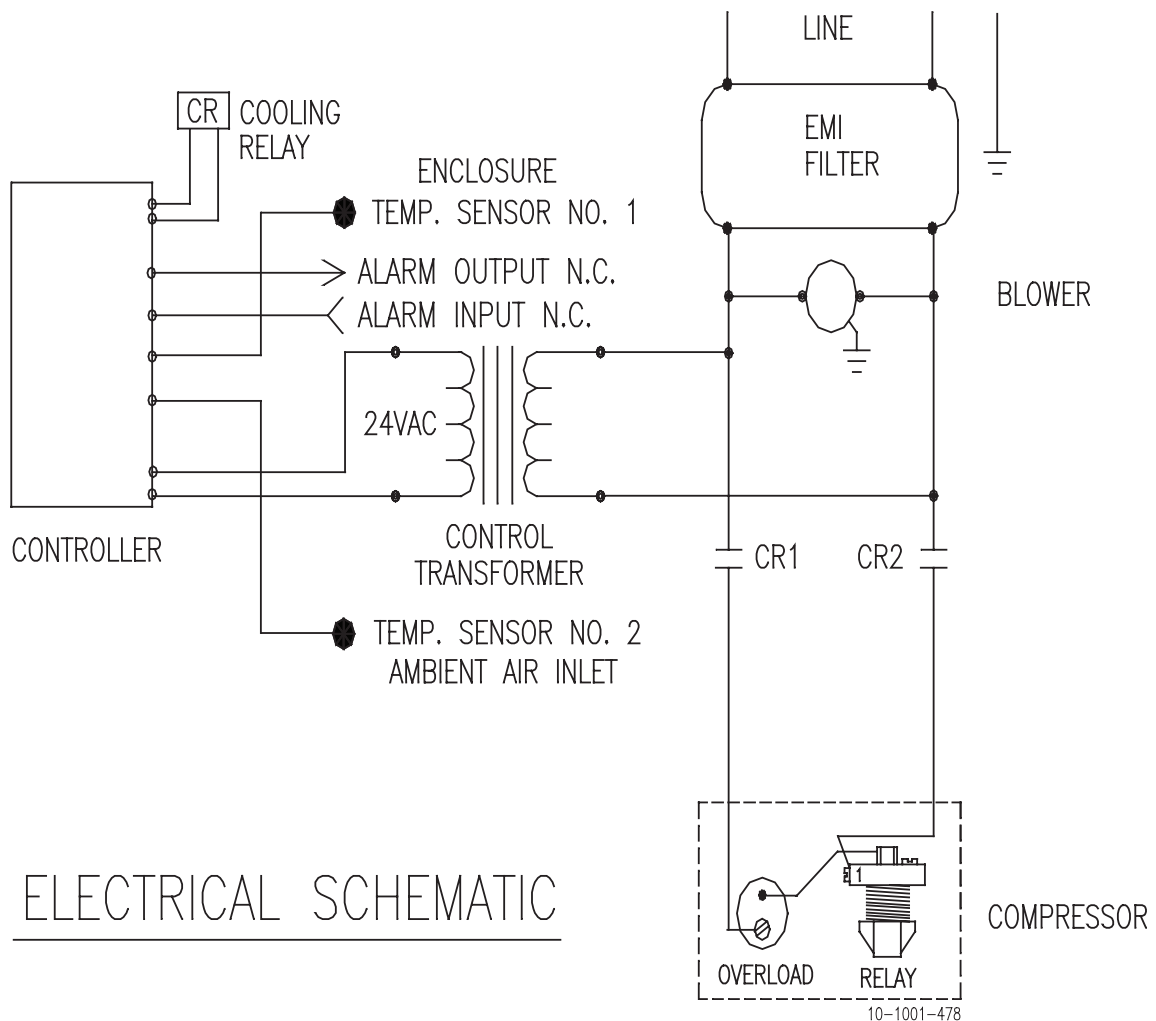 LINE
CR
COOLING
RELAY
EMI
FILTER
ENCLOSURE
TEMP. SENSOR NO. 1
ALARM OUTPUT N.C.
ALARM INPUT N.C.
BLOWER
24VAC
CONTROLLER
CONTROL
TRANSFORMER
CR1
CR2
TEMP. SENSOR NO. 2
AMBIENT AIR INLET
1
ELECTRICAL SCHEMATIC
COMPRESSOR
OVERLOAD
RELAY
10-1001-478